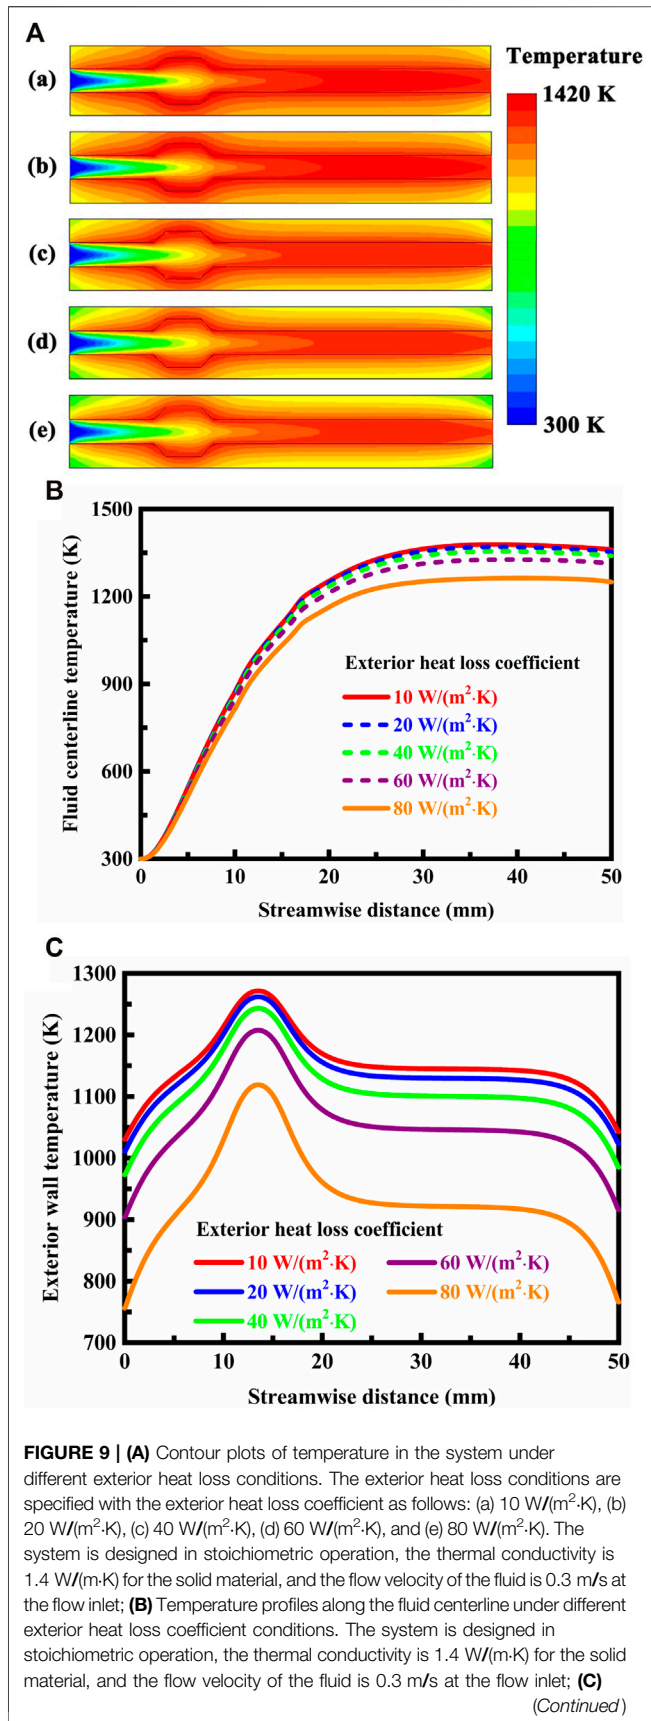 A
Temperature
(a)
1420 K
(b)
(c)
(d)
(e)
300 K
B
1500
1200
900
600
300
Fluid centerline temperature (K)
Exterior heat loss coefficient
10 W/(m²·K)
20 W/(m²·K)
40 W/(m²·K)
60 W/(m²·K)
80 W/(m²·K)
0 10 20 30 40 50
Streamwise distance (mm)
C
1300
1200
1100
1000
900
800
700
Exterior wall temperature (K)
Exterior heat loss coefficient
10 W/(m²·K) 60 W/(m²·K)
20 W/(m²·K) 80 W/(m²·K)
40 W/(m²·K)
0 10 20 30 40 50
Streamwise distance (mm)
FIGURE 9 | (A) Contour plots of temperature in the system under
different exterior heat loss conditions. The exterior heat loss conditions are
specified with the exterior heat loss coefficient as follows: (a) 10 W/(m²·K), (b)
20 W/(m²·K), (c) 40 W/(m²·K), (d) 60 W/(m²·K), and (e) 80 W/(m²·K). The
system is designed in stoichiometric operation, the thermal conductivity is
1.4 W/(m·K) for the solid material, and the flow velocity of the fluid is 0.3 m/s at
the flow inlet; (B) Temperature profiles along the fluid centerline under different
exterior heat loss coefficient conditions. The system is designed in
stoichiometric operation, the thermal conductivity is 1.4 W/(m·K) for the solid
material, and the flow velocity of the fluid is 0.3 m/s at the flow inlet; (C)
(Continued)